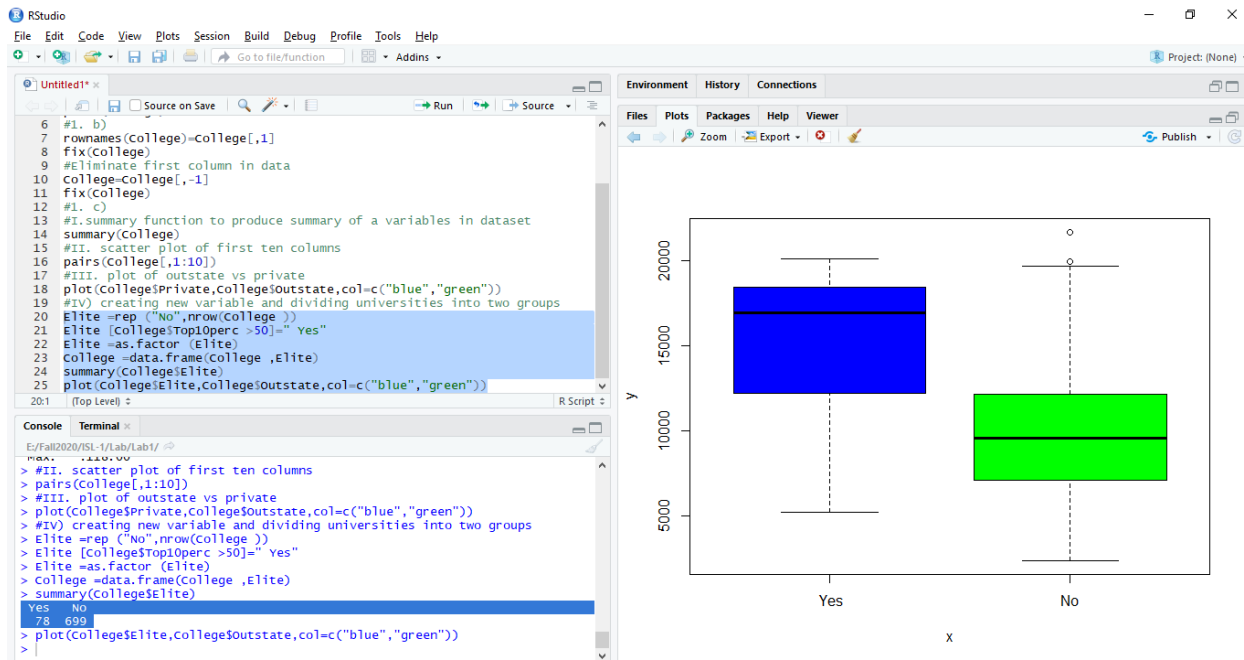 RStudio
File Edit Code View Plots Session Build Debug Profile Tools Help
Go to file/function Addins Project: (None)
Untitled1*
Source on Save Run Source
6 #1. b)
7 rownames(College)=College[,1]
8 fix(College)
9 #Eliminate first column in data
10 College=College[,-1]
11 fix(College)
12 #1. c)
13 #I.summary function to produce summary of a variables in dataset
14 summary(College)
15 #II. scatter plot of first ten columns
16 pairs(College[,1:10])
17 #III. plot of outstate vs private
18 plot(College$Private,College$Outstate,col=c("blue","green"))
19 #IV) creating new variable and dividing universities into two groups
20 Elite =rep ("No",nrow(College ))
21 Elite [College$Top10perc >50]=" Yes"
22 Elite =as.factor (Elite)
23 College =data.frame(College ,Elite)
24 summary(College$Elite)
25 plot(College$Elite,College$Outstate,col=c("blue","green"))
20:1 (Top Level) R Script
Console Terminal
E:/Fall2020/ISL-1/Lab/Lab1/
> #II. scatter plot of first ten columns
> pairs(College[,1:10])
> #III. plot of outstate vs private
> plot(College$Private,College$Outstate,col=c("blue","green"))
> #IV) creating new variable and dividing universities into two groups
> Elite =rep ("No",nrow(College ))
> Elite [College$Top10perc >50]=" Yes"
> Elite =as.factor (Elite)
> College =data.frame(College ,Elite)
> summary(College$Elite)
Yes No
78 699
> plot(College$Elite,College$Outstate,col=c("blue","green"))
>
Environment History Connections
Files Plots Packages Help Viewer
Zoom Export Publish
20000
15000
10000
5000
y
Yes No
x